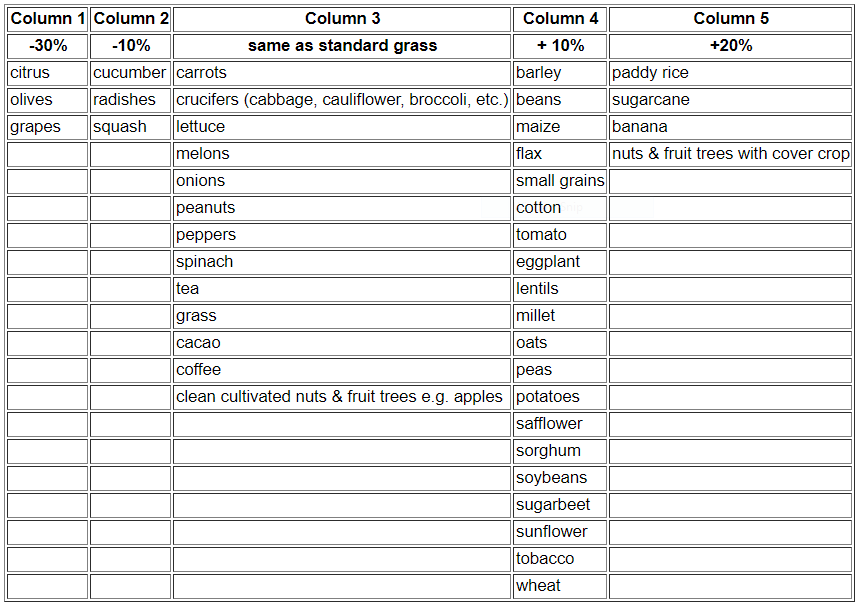 Column 1 Column 2 Column 3 Column 4 Column 5
-30% -10% same as standard grass + 10% +20%
citrus cucumber carrots barley paddy rice
olives radishes crucifers (cabbage, cauliflower, broccoli, etc.) beans sugarcane
grapes squash lettuce maize banana
melons flax nuts & fruit trees with cover crop
onions small grains
peanuts cotton
peppers tomato
spinach eggplant
tea lentils
grass millet
cacao oats
coffee peas
clean cultivated nuts & fruit trees e.g. apples potatoes
safflower
sorghum
soybeans
sugarbeet
sunflower
tobacco
wheat